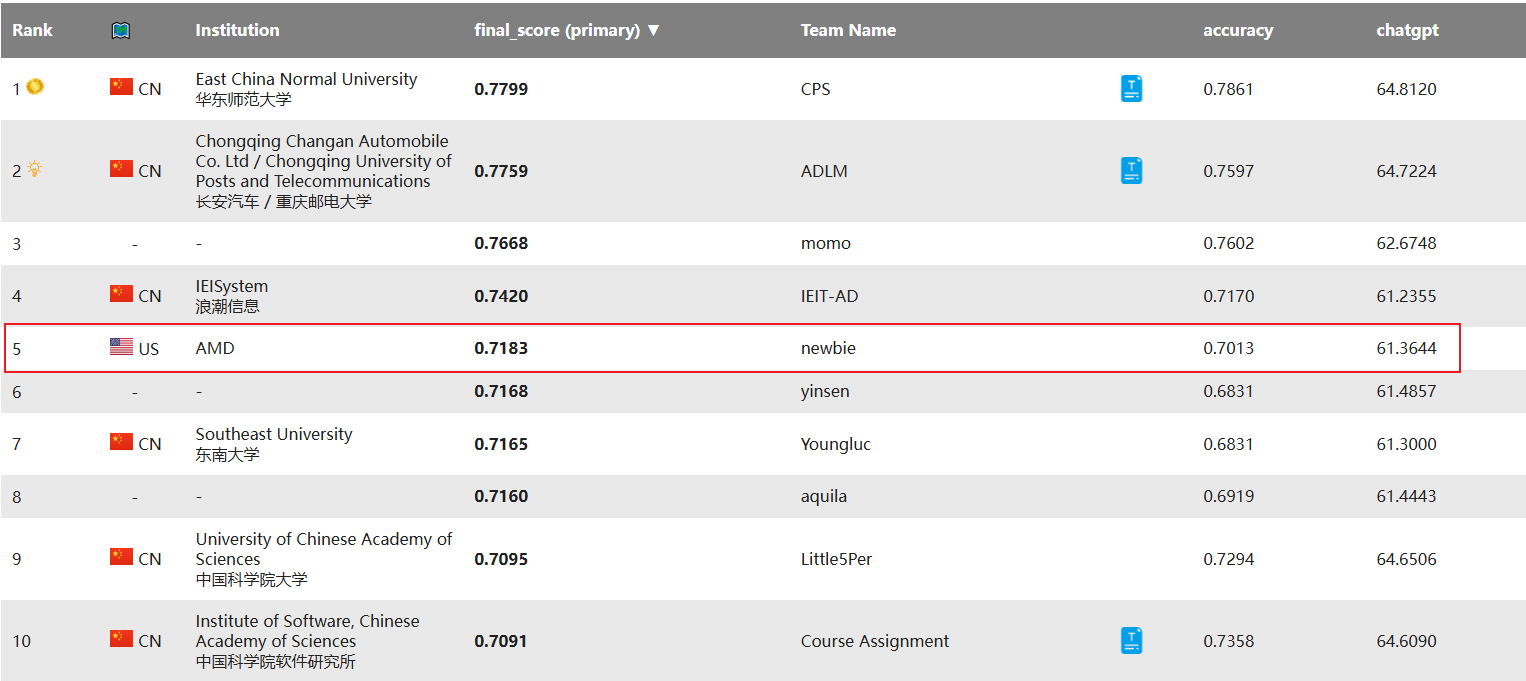 Rank Institution final_score (primary) ▼ Team Name accuracy chatgpt
1 CN East China Normal University 0.7799 CPS T 0.7861 64.8120
华东师范大学
2 CN Chongqing Changan Automobile 0.7759 ADLM T 0.7597 64.7224
Co. Ltd / Chongqing University of
Posts and Telecommunications
长安汽车 / 重庆邮电大学
3 - - 0.7668 momo 0.7602 62.6748
4 CN IEISystem 0.7420 IEIT-AD 0.7170 61.2355
浪潮信息
5 US AMD 0.7183 newbie 0.7013 61.3644
6 - - 0.7168 yinsen 0.6831 61.4857
7 CN Southeast University 0.7165 Youngluc 0.6831 61.3000
东南大学
8 - - 0.7160 aquila 0.6919 61.4443
9 CN University of Chinese Academy of 0.7095 Little5Per 0.7294 64.6506
Sciences
中国科学院大学
10 CN Institute of Software, Chinese 0.7091 Course Assignment T 0.7358 64.6090
Academy of Sciences
中国科学院软件研究所